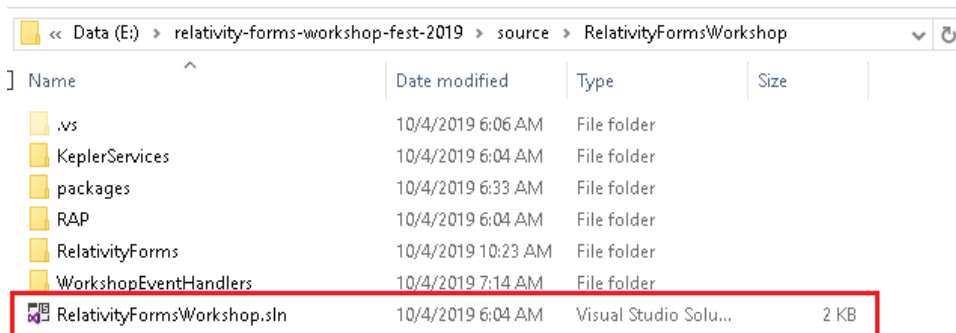 « Data (E:) > relativity-forms-workshop-fest-2019 > source > RelativityFormsWorkshop
Name Date modified Type Size
.vs 10/4/2019 6:06 AM File folder
KeplerServices 10/4/2019 6:04 AM File folder
packages 10/4/2019 6:33 AM File folder
RAP 10/4/2019 6:04 AM File folder
RelativityForms 10/4/2019 10:23 AM File folder
WorkshopEventHandlers 10/4/2019 7:14 AM File folder
RelativityFormsWorkshop.sln 10/4/2019 6:04 AM Visual Studio Solu... 2 KB